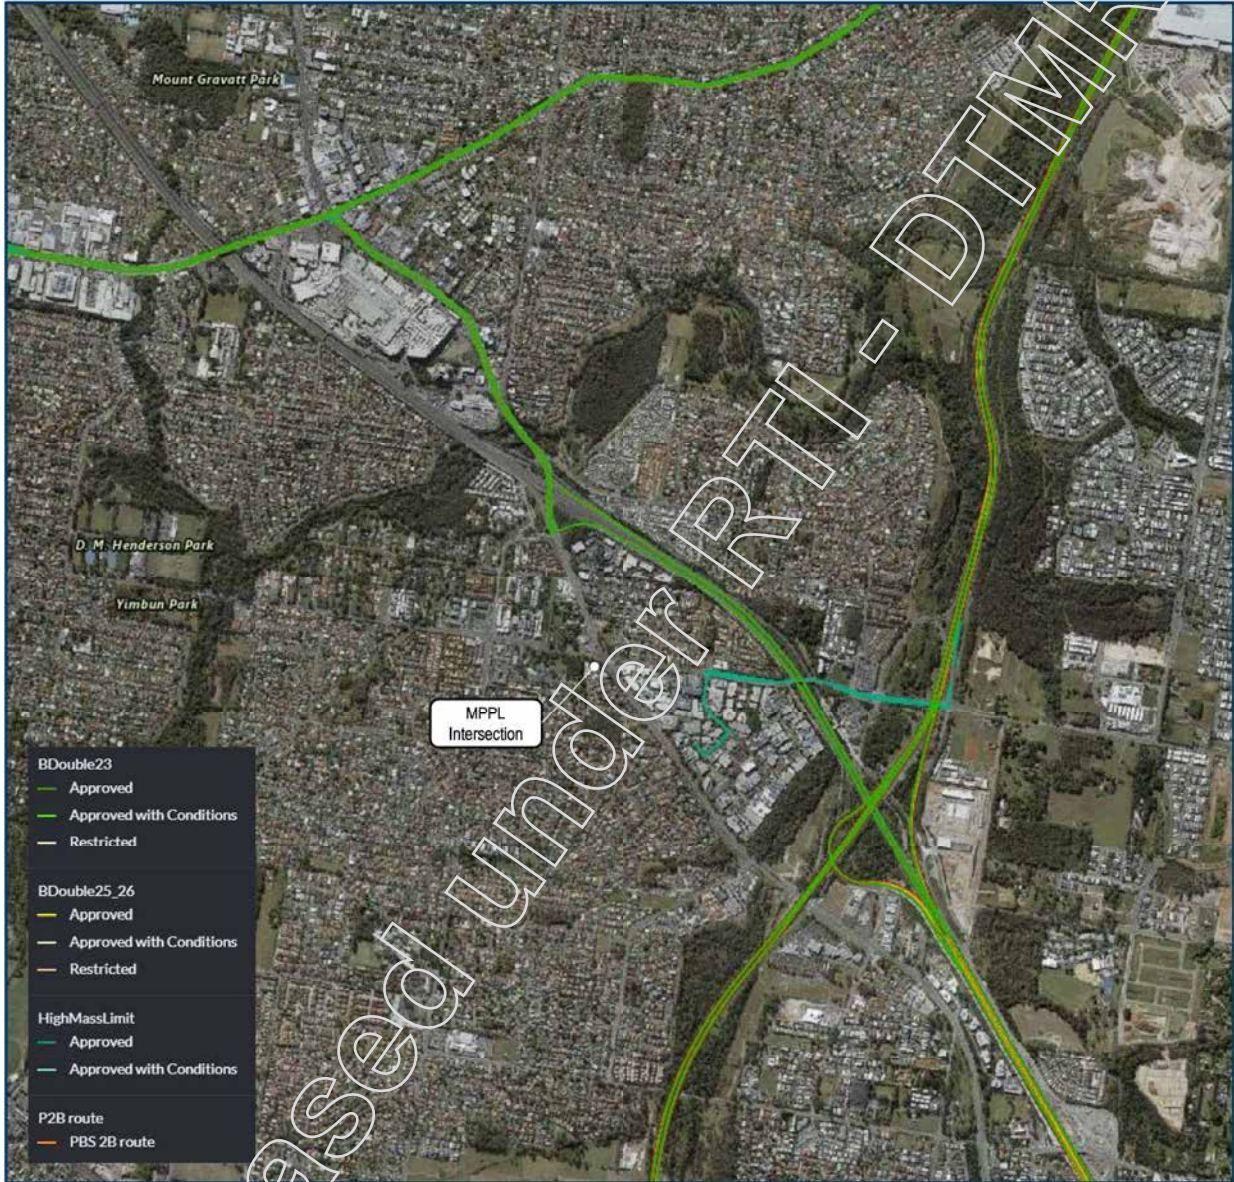 Mount Gravatt Park
D. M. Henderson Park
Yimbun Park
MPPL
Intersection
BDouble23
Approved
Approved with Conditions
Restricted
BDouble25_26
Approved
Approved with Conditions
Restricted
HighMassLimit
Approved
Approved with Conditions
P2B route
PBS 2B route
ased under RTI - DTMR